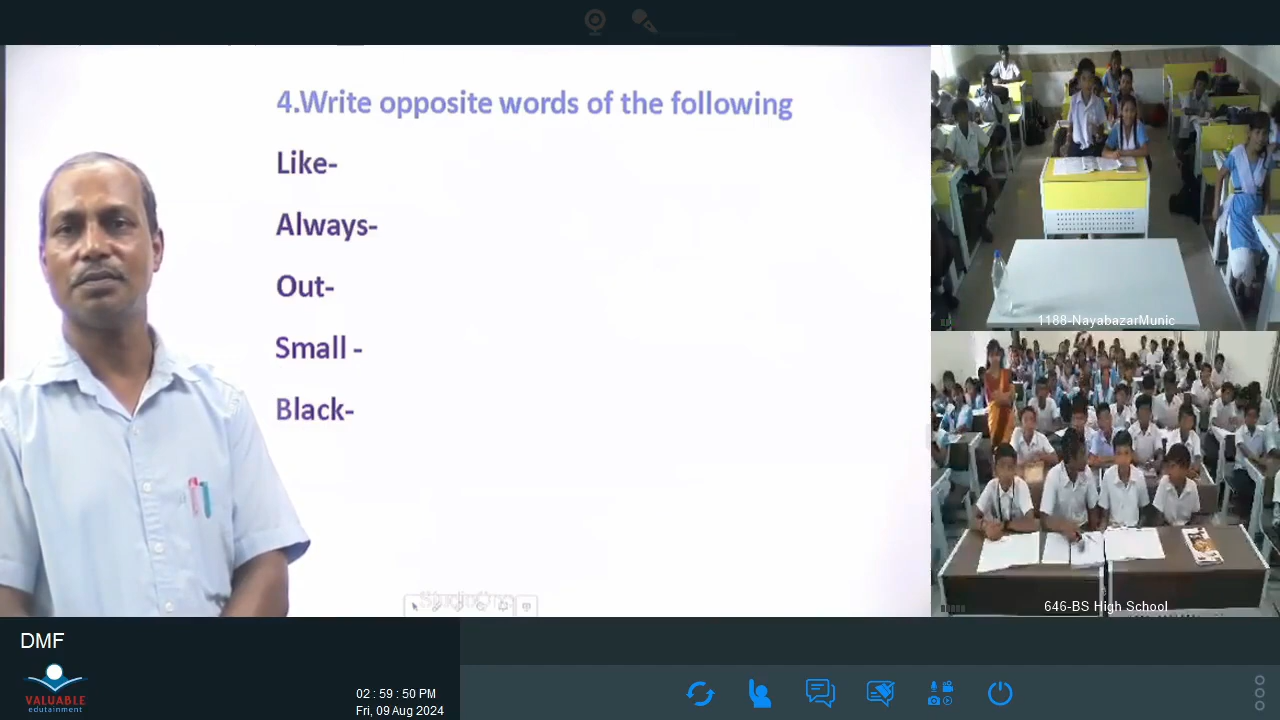 4.Write opposite words of the following
Like-
Always-
Out-
Small -
Black-
1188-NayabazarMunic
646-BS High School
DMF
VALUABLE
edutainment
02 : 59 : 50 PM
Fri, 09 Aug 2024